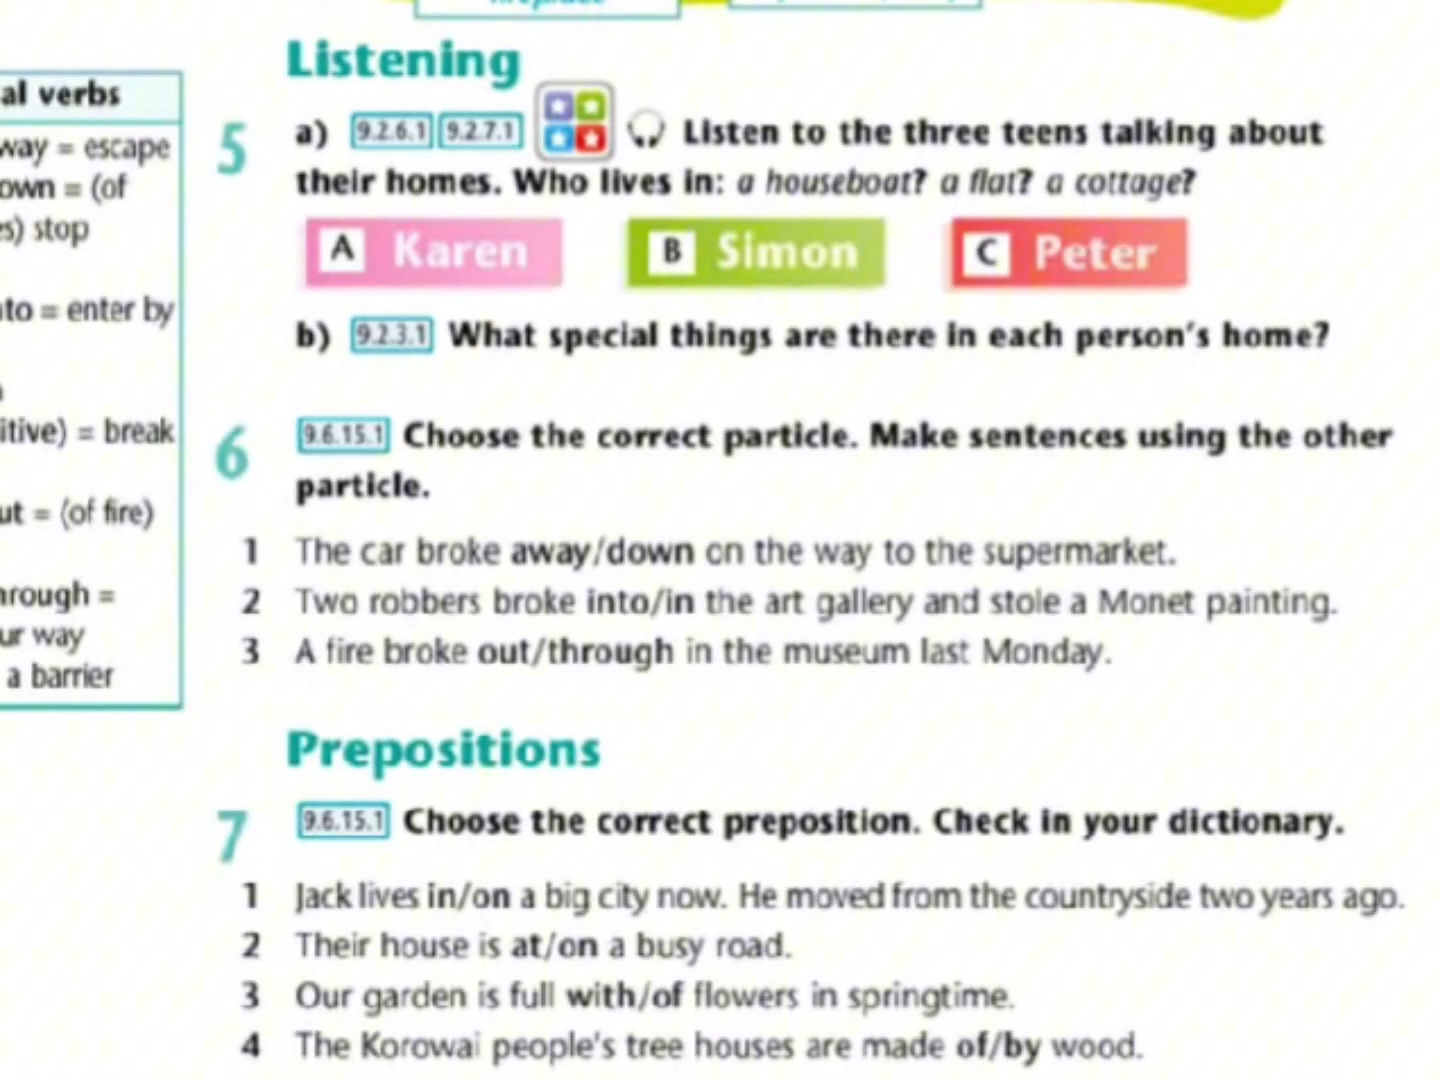 fireplace
Listening
al verbs
5 a) 9.2.6.1 9.2.7.1 Listen to the three teens talking about
their homes. Who lives in: a houseboat? a flat? a cottage?
A Karen B Simon C Peter
b) 9.2.3.1 What special things are there in each person's home?
way = escape
own = (of
es) stop
to = enter by
itive) = break
ut = (of fire)
rough =
ur way
a barrier
6 9.6.15.1 Choose the correct particle. Make sentences using the other
particle.
1 The car broke away/down on the way to the supermarket.
2 Two robbers broke into/in the art gallery and stole a Monet painting.
3 A fire broke out/through in the museum last Monday.
Prepositions
7 9.6.15.1 Choose the correct preposition. Check in your dictionary.
1 Jack lives in/on a big city now. He moved from the countryside two years ago.
2 Their house is at/on a busy road.
3 Our garden is full with/of flowers in springtime.
4 The Korowai people's tree houses are made of/by wood.